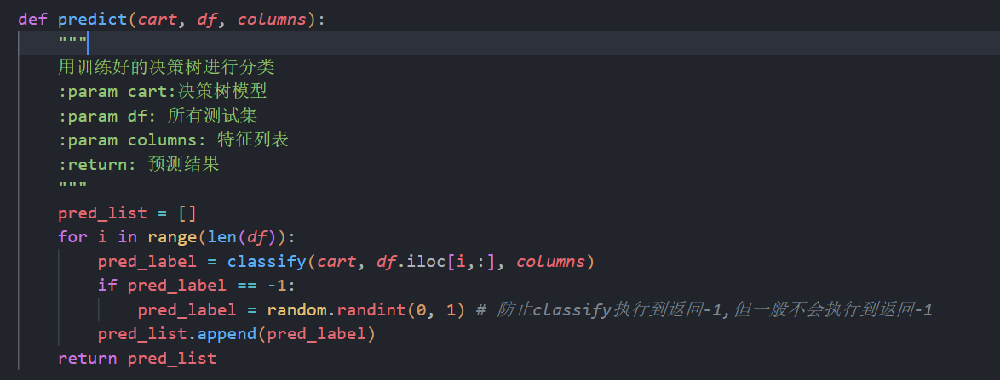 def predict(cart, df, columns):
    """
    用训练好的决策树进行分类
    :param cart:决策树模型
    :param df: 所有测试集
    :param columns: 特征列表
    :return: 预测结果
    """
    pred_list = []
    for i in range(len(df)):
        pred_label = classify(cart, df.iloc[i,:], columns)
        if pred_label == -1:
            pred_label = random.randint(0, 1) # 防止classify执行到返回-1,但一般不会执行到返回-1
        pred_list.append(pred_label)
    return pred_list